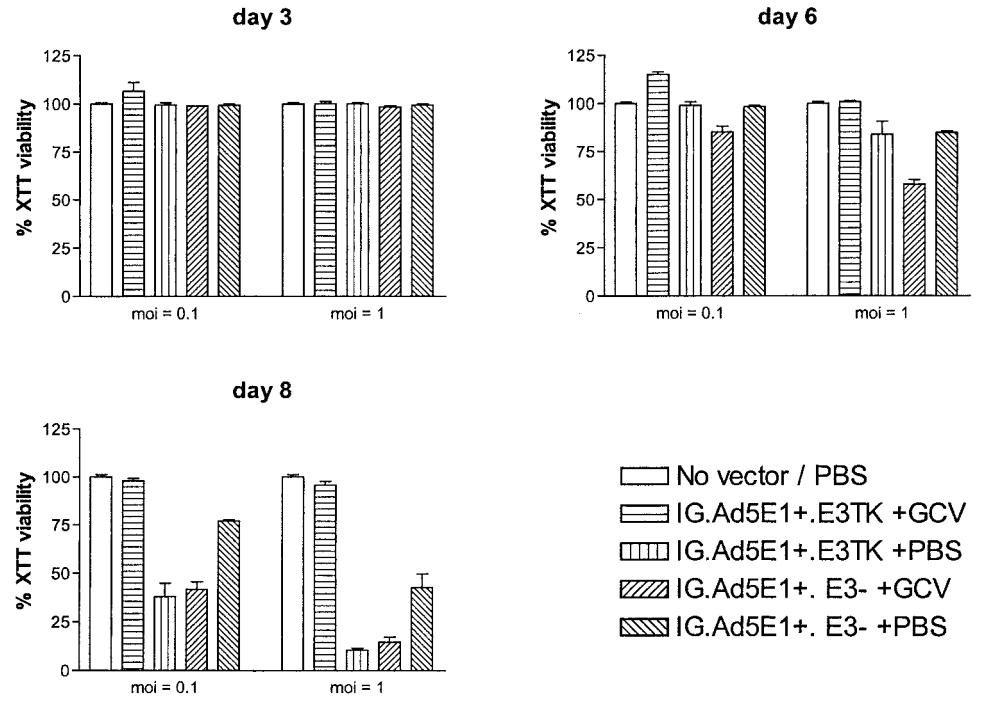 day 3
% XTT viability
125
100
75
50
25
0
moi = 0.1
moi = 1
day 6
% XTT viability
125
100
75
50
25
0
moi = 0.1
moi = 1
day 8
% XTT viability
125
100
75
50
25
0
moi = 0.1
moi = 1
No vector / PBS
IG.Ad5E1+.E3TK +GCV
IG.Ad5E1+.E3TK +PBS
IG.Ad5E1+. E3- +GCV
IG.Ad5E1+. E3- +PBS